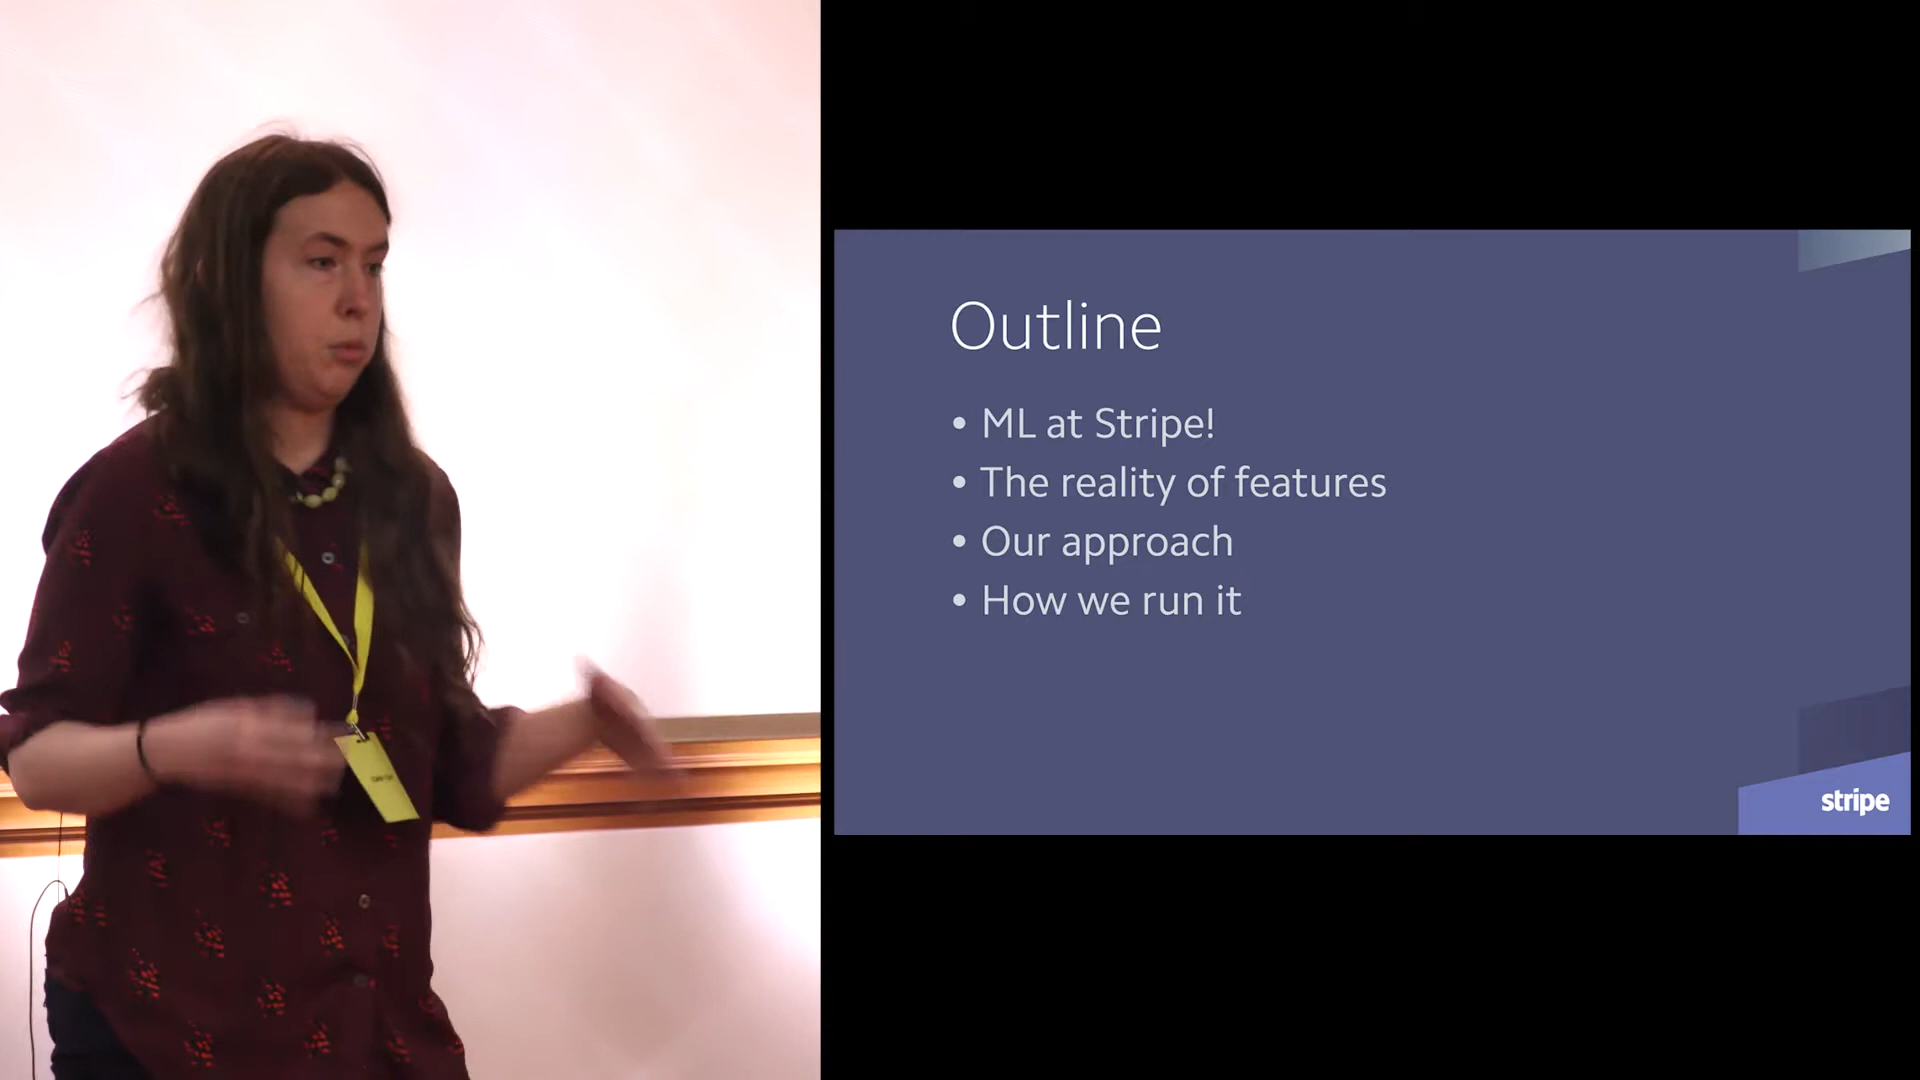 Outline
• ML at Stripe!
• The reality of features
• Our approach
• How we run it
stripe